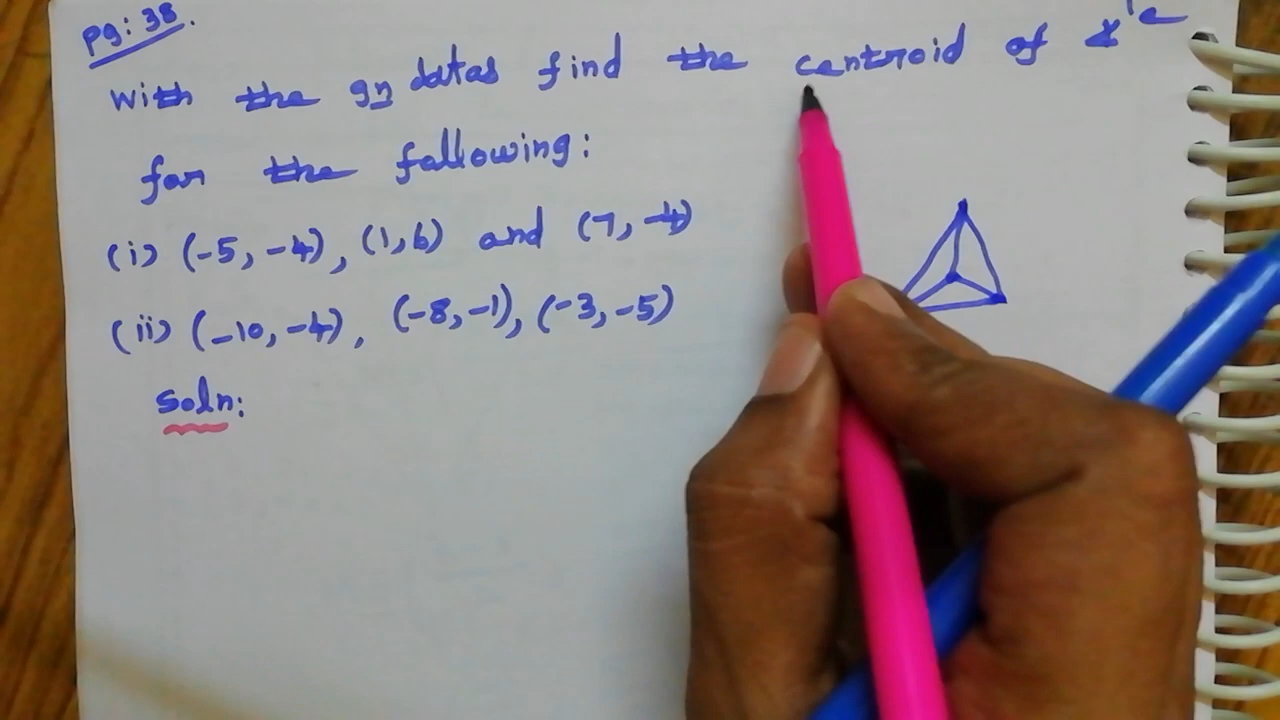 Pg: 38.
With the gn datas find the centroid of
for the following:
(i) (-5, -4), (1,6) and (7, -4)
(ii) (-10, -4), (-8, -1), (-3, -5)
Soln: